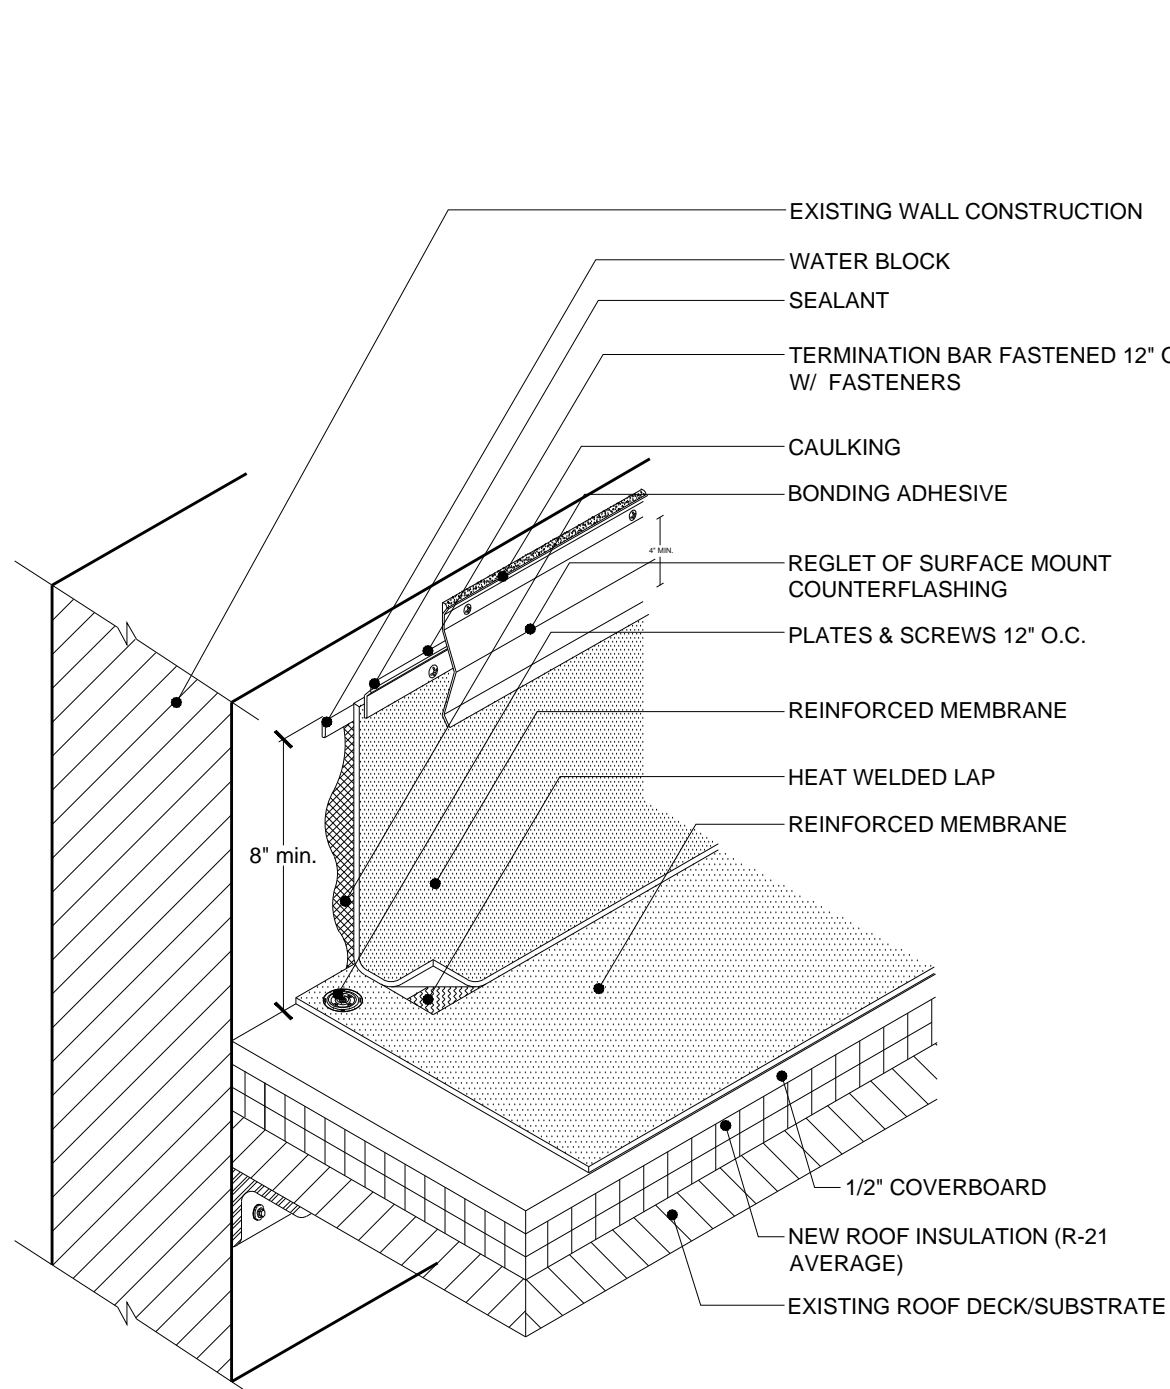 EXISTING WALL CONSTRUCTION
WATER BLOCK
SEALANT
TERMINATION BAR FASTENED 12"
W/ FASTENERS
CAULKING
BONDING ADHESIVE
4" MIN.
REGLET OF SURFACE MOUNT
COUNTERFLASHING
PLATES & SCREWS 12" O.C.
REINFORCED MEMBRANE
HEAT WELDED LAP
REINFORCED MEMBRANE
8" min.
1/2" COVERBOARD
NEW ROOF INSULATION (R-21
AVERAGE)
EXISTING ROOF DECK/SUBSTRATE